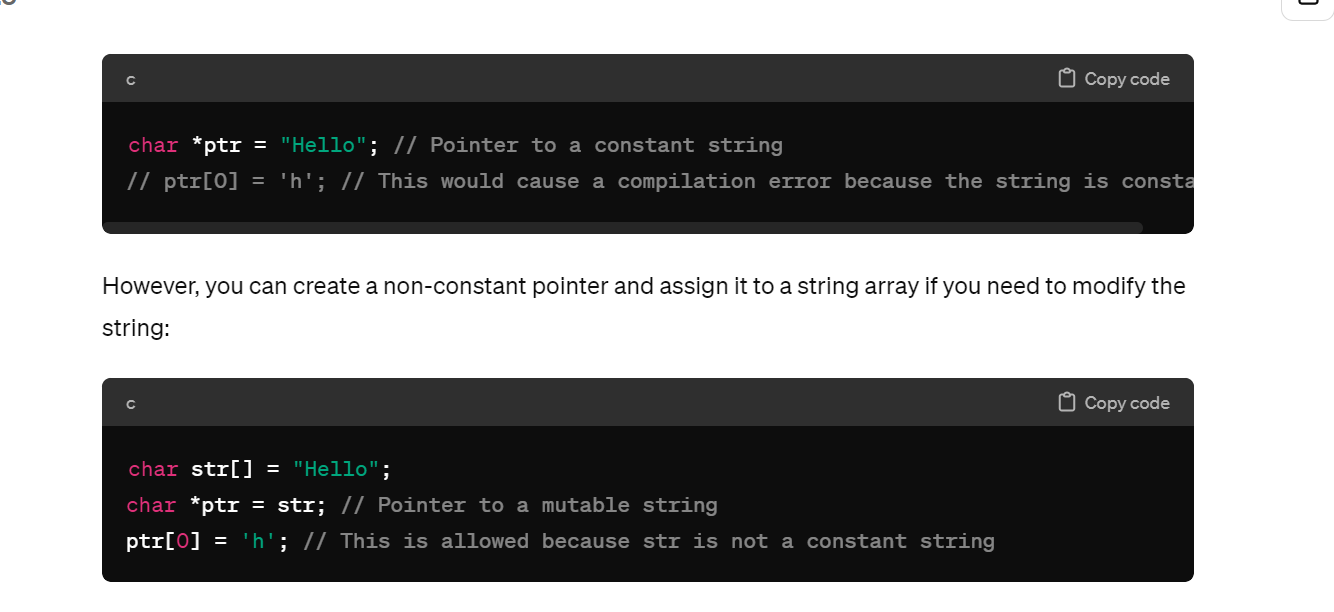 c
Copy code
char *ptr = "Hello"; // Pointer to a constant string
// ptr[0] = 'h'; // This would cause a compilation error because the string is consta
However, you can create a non-constant pointer and assign it to a string array if you need to modify the
string:
c
Copy code
char str[] = "Hello";
char *ptr = str; // Pointer to a mutable string
ptr[0] = 'h'; // This is allowed because str is not a constant string